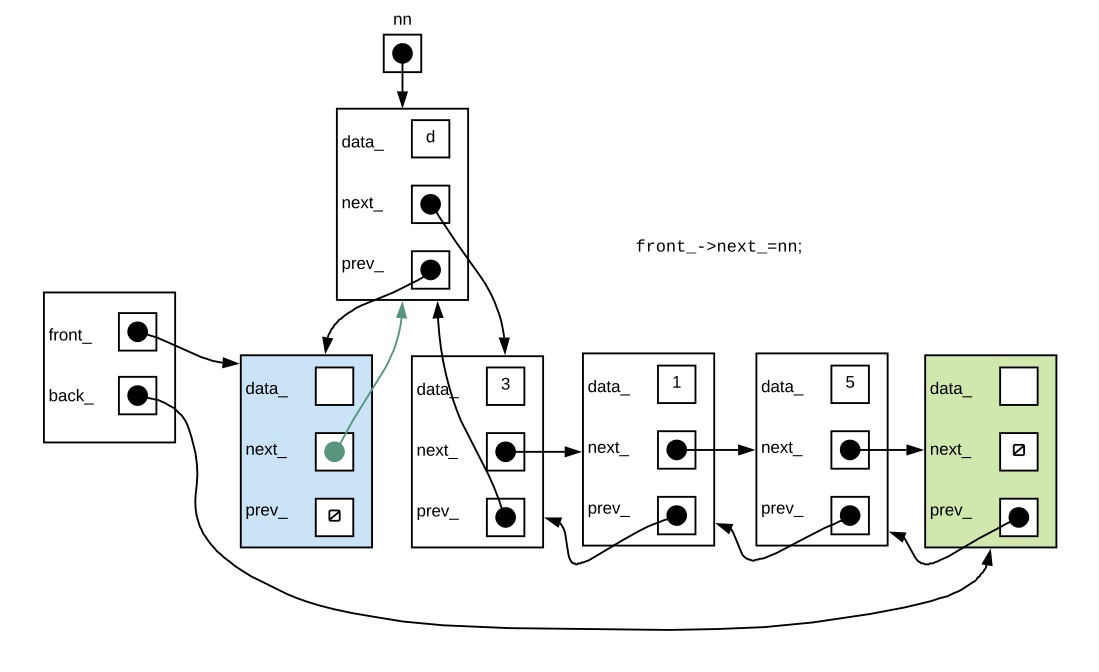 nn
data_ d
next_
prev_
front_->next_=nn;
front_
back_
data_
next_
prev_
data_ 3
next_
prev_
data_ 1
next_
prev_
data_ 5
next_
prev_
data_
next_
prev_